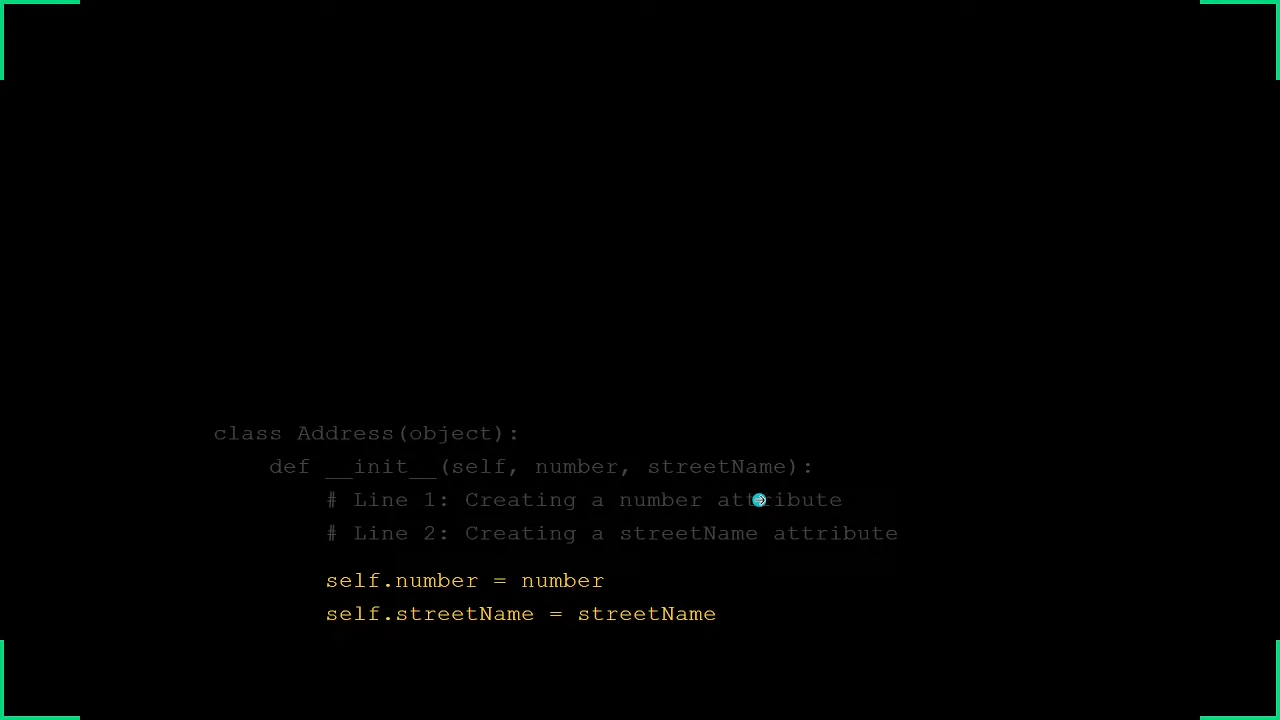 class Address(object):
    def __init__(self, number, streetName):
        # Line 1: Creating a number attribute
        # Line 2: Creating a streetName attribute
        self.number = number
        self.streetName = streetName